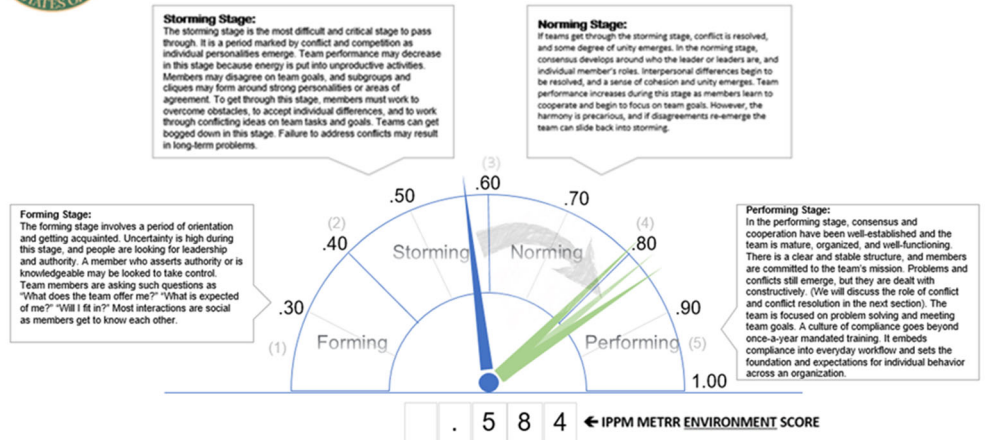 Storming Stage:
The storming stage is the most difficult and critical stage to pass
through. It is a period marked by conflict and competition as
individual personalities emerge. Team performance may decrease
in this stage because energy is put into unproductive activities.
Members may disagree on team goals, and subgroups and
cliques may form around strong personalities or areas of
agreement. To get through this stage, members must work to
overcome obstacles, to accept individual differences, and to work
through conflicting ideas on team tasks and goals. Teams can get
bogged down in this stage. Failure to address conflicts may result
in long-term problems.
Norming Stage:
If teams get through the storming stage, conflict is resolved,
and some degree of unity emerges. In the norming stage,
consensus develops around who the leader or leaders are, and
individual member's roles. Interpersonal differences begin to
be resolved, and a sense of cohesion and unity emerges. Team
performance increases during this stage as members learn to
cooperate and begin to focus on team goals. However, the
harmony is precarious, and if disagreements re-emerge the
team can slide back into storming.
Forming Stage:
The forming stage involves a period of orientation
and getting acquainted. Uncertainty is high during
this stage, and people are looking for leadership
and authority. A member who asserts authority or is
knowledgeable may be looked to take control.
Team members are asking such questions as
"What does the team offer me?" "What is expected
of me?" "Will I fit in?" Most interactions are social
as members get to know each other.
(1)
.30
(2)
.40
.50
(3)
.60
.70
(4)
.80
.90
(5)
1.00
Forming
Storming
Norming
Performing
Performing Stage:
In the performing stage, consensus and
cooperation have been well-established and the
team is mature, organized, and well-functioning.
There is a clear and stable structure, and members
are committed to the team's mission. Problems and
conflicts still emerge, but they are dealt with
constructively. (We will discuss the role of conflict
and conflict resolution in the next section). The
team is focused on problem solving and meeting
team goals. A culture of compliance goes beyond
once-a-year mandated training. It embeds
compliance into everyday workflow and sets the
foundation and expectations for individual behavior
across an organization.
. 5 8 4 ← IPPM METRR ENVIRONMENT SCORE